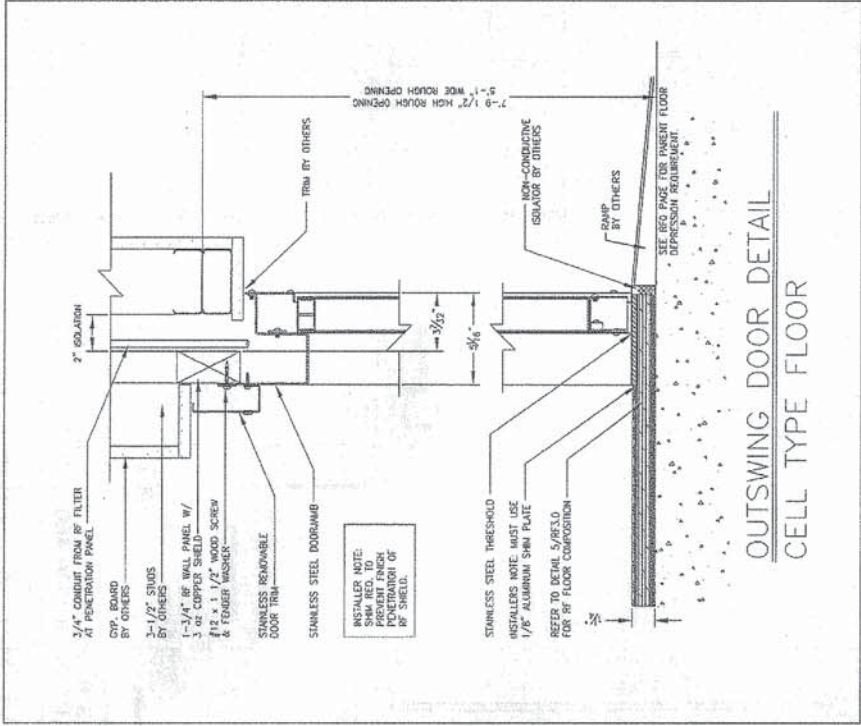 2" ISOLATION
3/4" CONDUIT FROM RF FILTER
AT PENETRATION PANEL
GYP. BOARD
BY OTHERS
3-1/2" STUDS
BY OTHERS
1-3/4" RF WALL PANEL W/
3 oz COPPER SHIELD
#12 x 1 1/2" WOOD SCREW
& FENDER WASHER
STAINLESS REMOVABLE
DOOR TRIM
STAINLESS STEEL DOORJAMB
INSTALLER NOTE:
SHIM REQ. TO
PREVENT FINISH
PENETRATION OF
RF SHIELD.
TRIM BY OTHERS
7'-9 1/2" HIGH ROUGH OPENING
5'-1" WIDE ROUGH OPENING
STAINLESS STEEL THRESHOLD
INSTALLERS NOTE: MUST USE
1/8" ALUMINUM SHIM PLATE
REFER TO DETAIL 5/RF3.0
FOR RF FLOOR COMPOSITION
NON-CONDUCTIVE
ISOLATOR BY OTHERS
RAMP
BY OTHERS
SEE RFO PAGE FOR PARENT FLOOR
DEPRESSION REQUIREMENT.
OUTSWING DOOR DETAIL
CELL TYPE FLOOR